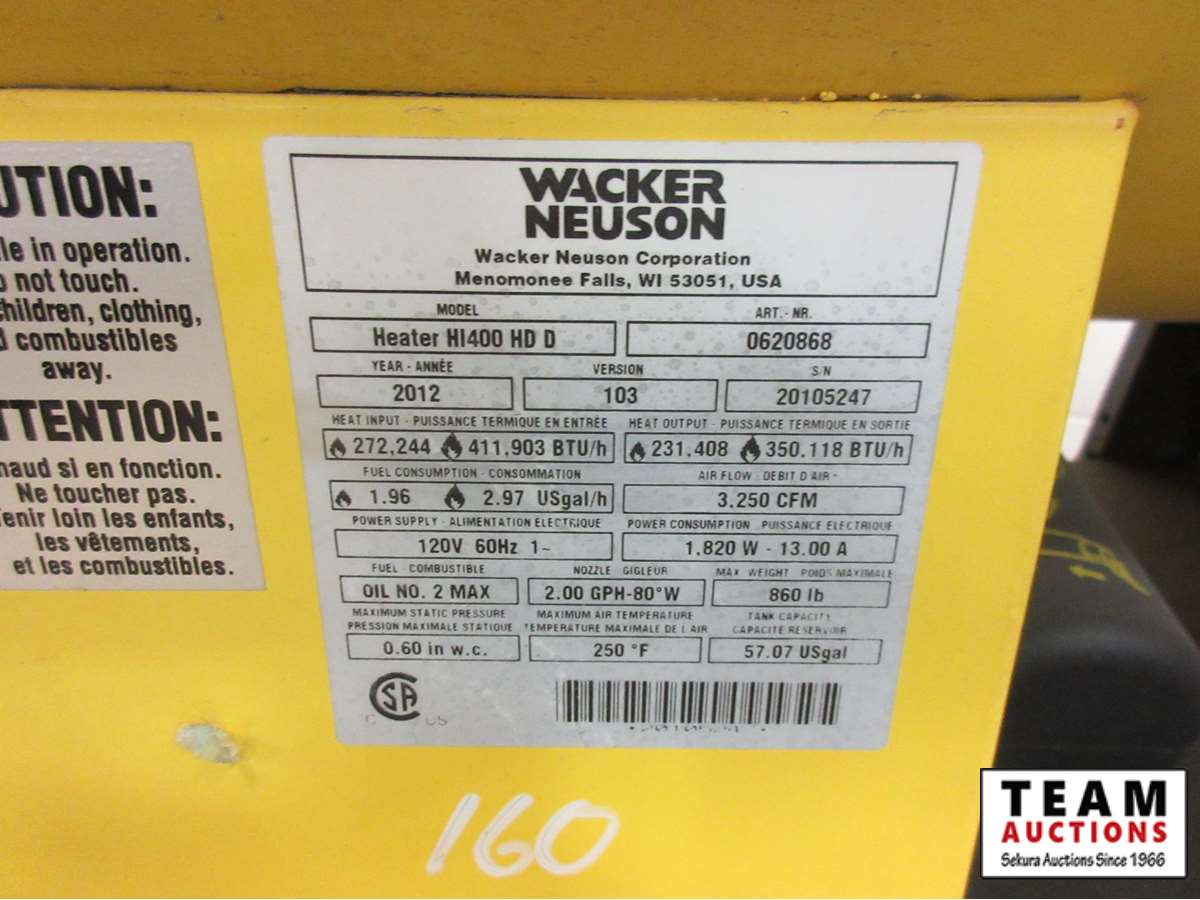 UTION:
le in operation.
o not touch.
children, clothing,
d combustibles
away.
TTENTION:
haud si en fonction.
Ne toucher pas.
enir loin les enfants,
les vêtements,
et les combustibles.
WACKER
NEUSON
Wacker Neuson Corporation
Menomonee Falls, WI 53051, USA
MODEL ART.- NR.
Heater HI400 HD D 0620868
YEAR - ANNÉE VERSION S/N
2012 103 20105247
HEAT INPUT - PUISSANCE TERMIQUE EN ENTRÉE HEAT OUTPUT - PUISSANCE TERMIQUE EN SORTIE
272,244 411,903 BTU/h 231,408 350,118 BTU/h
FUEL CONSUMPTION - CONSOMMATION AIR FLOW - DEBIT D'AIR -
1.96 2.97 USgal/h 3.250 CFM
POWER SUPPLY - ALIMENTATION ELECTRIQUE POWER CONSUMPTION - PUISSANCE ELECTRIQUE
120V 60Hz 1~ 1.820 W - 13.00 A
FUEL - COMBUSTIBLE NOZZLE GIGLEUR MAX WEIGHT POIDS MAXIMALE
OIL NO. 2 MAX 2.00 GPH-80°W 860 lb
MAXIMUM STATIC PRESSURE MAXIMUM AIR TEMPERATURE TANK CAPACITY
PRESSION MAXIMALE STATIQUE TEMPERATURE MAXIMALE DE L'AIR CAPACITE RESERVOIR
0.60 in w.c. 250 °F 57.07 USgal
CSA
C US
160
TEAM
AUCTIONS
Sekura Auctions Since 1966